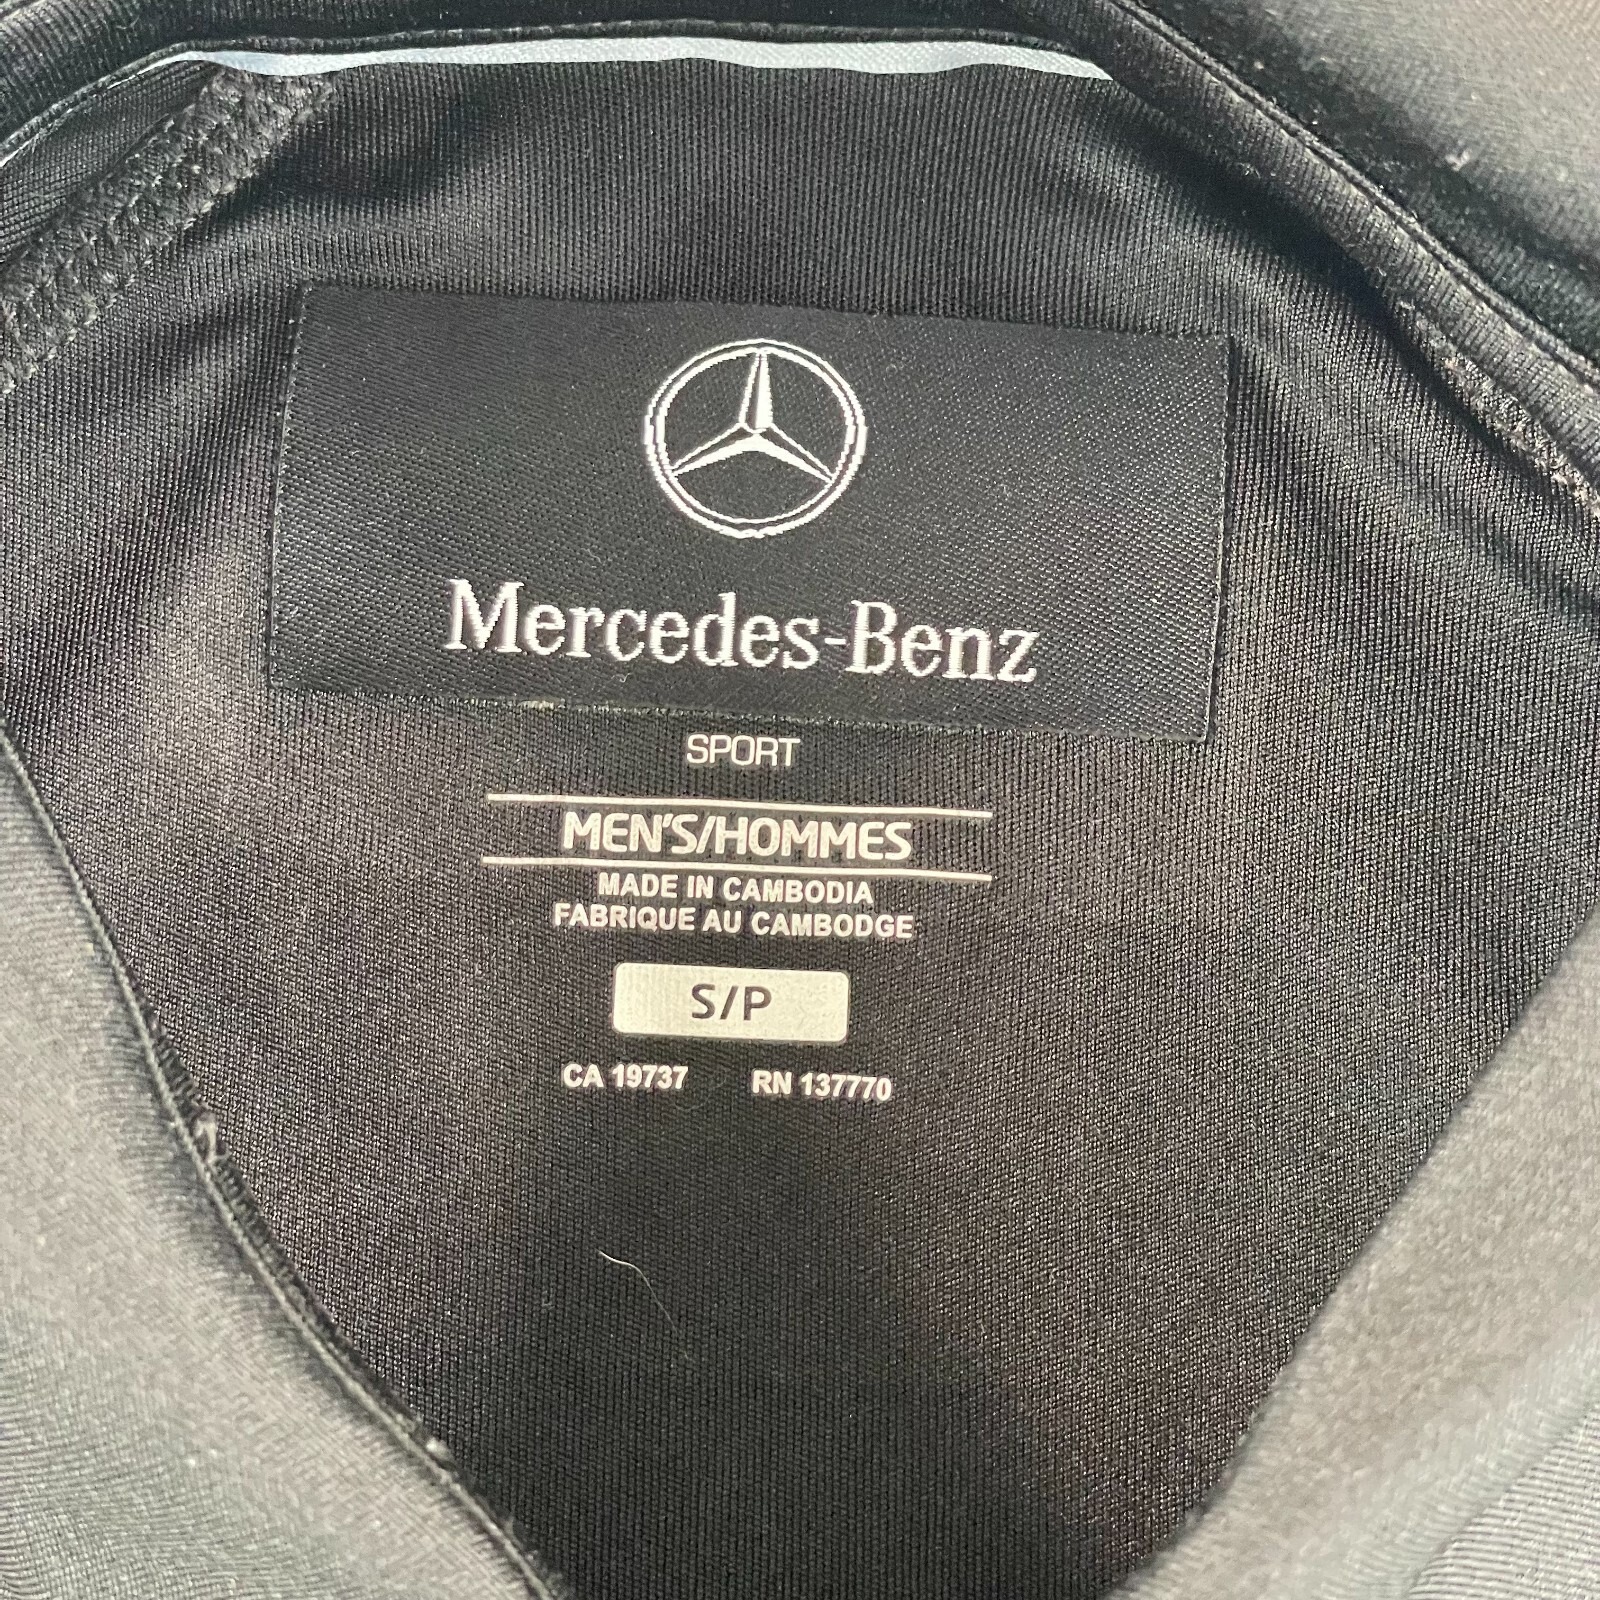 Mercedes-Benz
SPORT
MEN'S/HOMMES
MADE IN CAMBODIA
FABRIQUE AU CAMBODGE
S/P
CA 19737 RN 137770